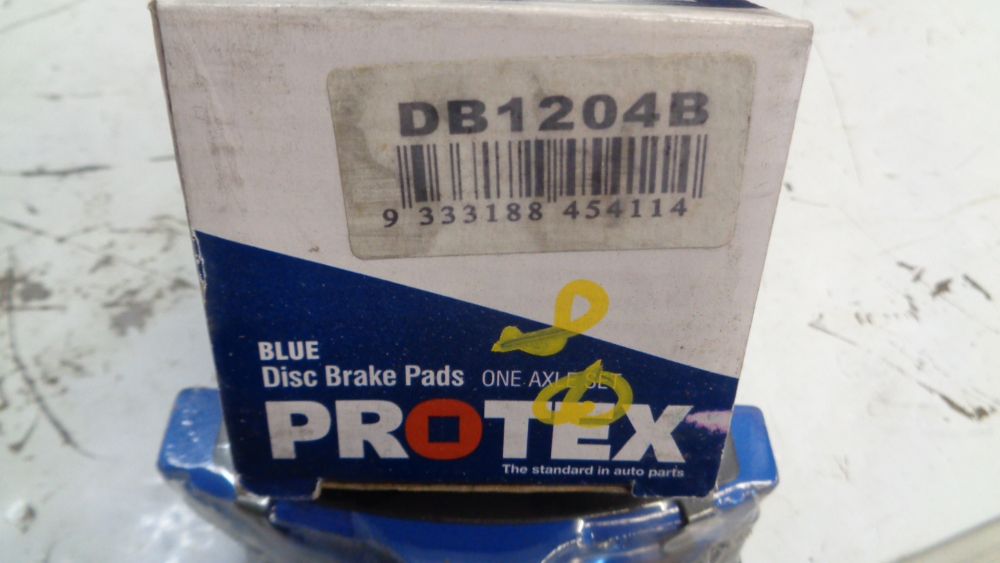 DB1204B
9 333188 454114
BLUE
Disc Brake Pads ONE AXLE SET
PROTEX
The standard in auto parts